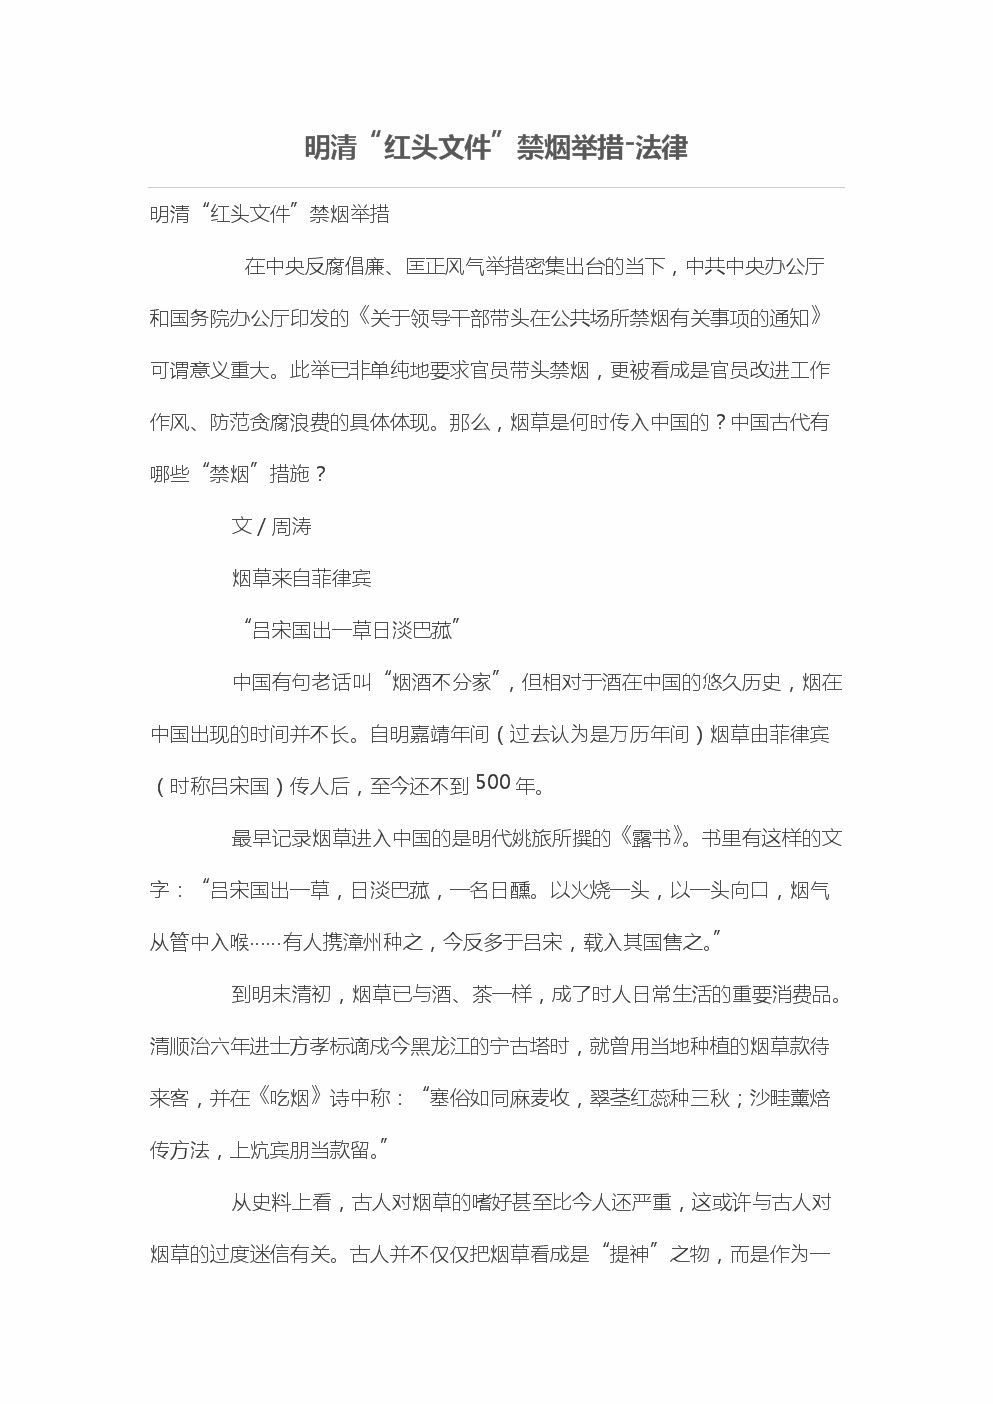 明清“红头文件”禁烟举措-法律
明清“红头文件”禁烟举措
在中央反腐倡廉、匡正风气举措密集出台的当下，中共中央办公厅
和国务院办公厅印发的《关于领导干部带头在公共场所禁烟有关事项的通知》
可谓意义重大。此举已非单纯地要求官员带头禁烟，更被看成是官员改进工作
作风、防范贪腐浪费的具体体现。那么，烟草是何时传入中国的？中国古代有
哪些“禁烟”措施？
文／周涛
烟草来自菲律宾
“吕宋国出一草日淡巴菰”
中国有句老话叫“烟酒不分家”，但相对于酒在中国的悠久历史，烟在
中国出现的时间并不长。自明嘉靖年间（过去认为是万历年间）烟草由菲律宾
（时称吕宋国）传人后，至今还不到500年。
最早记录烟草进入中国的是明代姚旅所撰的《露书》。书里有这样的文
字：“吕宋国出一草，日淡巴菰，一名日醺。以火烧一头，以一头向口，烟气
从管中入喉……有人携漳州种之，今反多于吕宋，载入其国售之。”
到明末清初，烟草已与酒、茶一样，成了时人日常生活的重要消费品。
清顺治六年进士方孝标谪戍今黑龙江的宁古塔时，就曾用当地种植的烟草款待
来客，并在《吃烟》诗中称：“塞俗如同麻麦收，翠茎红蕊种三秋；沙畦薰焙
传方法，上炕宾朋当款留。”
从史料上看，古人对烟草的嗜好甚至比今人还严重，这或许与古人对
烟草的过度迷信有关。古人并不仅仅把烟草看成是“提神”之物，而是作为一